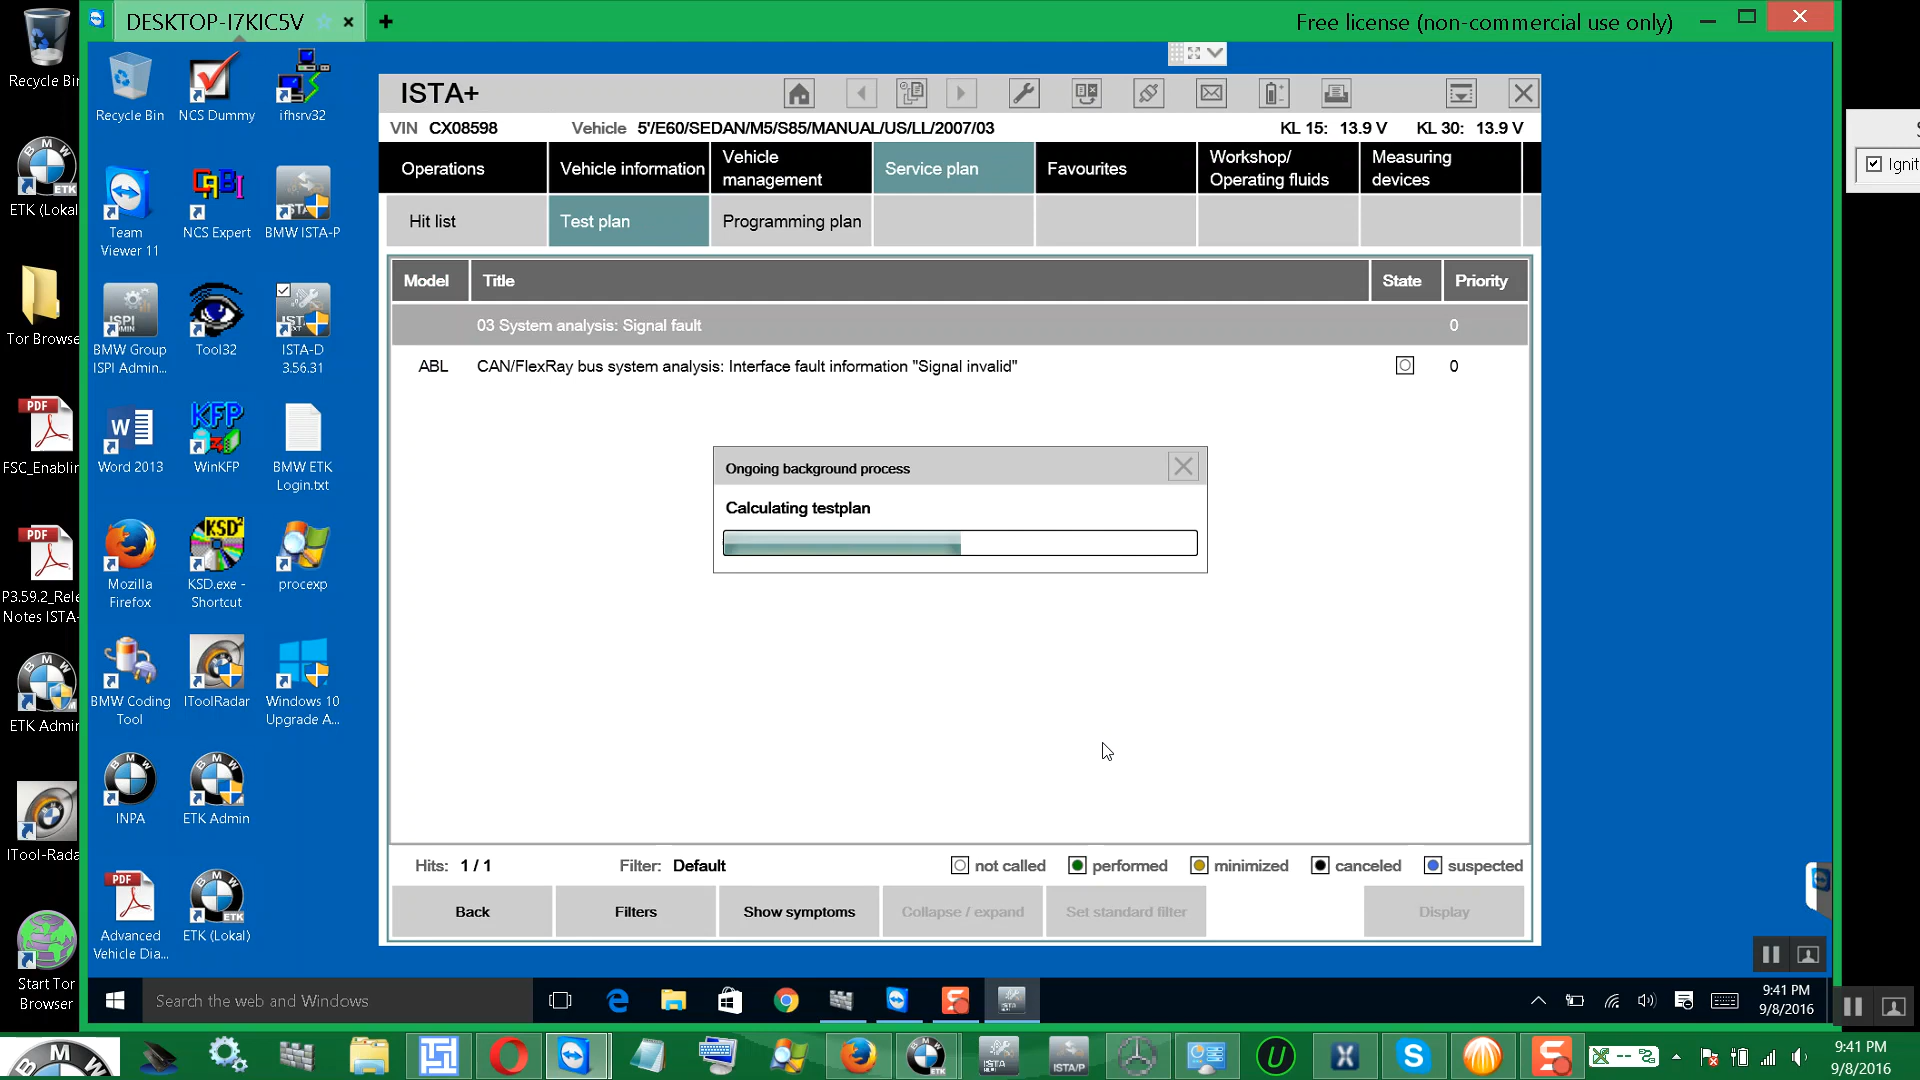 DESKTOP-I7KIC5V
Free license (non-commercial use only)
Recycle Bin
ETK (Lokal)
Tor Browse
FSC_Enablin
P3.59.2_Rele
Notes ISTA-
ETK Admin
ITool-Rada
Start Tor
Browser
Recycle Bin
NCS Dummy
ifhsrv32
Team
Viewer 11
NCS Expert
BMW ISTA-P
BMW Group
ISPI Admin...
Tool32
ISTA-D
3.56.31
Word 2013
WinKFP
BMW ETK
Login.txt
Mozilla
Firefox
KSD.exe -
Shortcut
procexp
BMW Coding
Tool
IToolRadar
Windows 10
Upgrade A...
INPA
ETK Admin
Advanced
Vehicle Dia...
ETK (Lokal)
ISTA+
VIN CX08598
Vehicle 5'/E60/SEDAN/M5/S85/MANUAL/US/LL/2007/03
KL 15: 13.9 V KL 30: 13.9 V
Operations
Vehicle information
Vehicle
management
Service plan
Favourites
Workshop/
Operating fluids
Measuring
devices
Hit list
Test plan
Programming plan
Model Title State Priority
03 System analysis: Signal fault 0
ABL CAN/FlexRay bus system analysis: Interface fault information "Signal invalid" 0
Ongoing background process
Calculating testplan
Hits: 1 / 1
Filter: Default
not called performed minimized canceled suspected
Back
Filters
Show symptoms
Collapse / expand
Set standard filter
Display
Ignit
Search the web and Windows
9:41 PM
9/8/2016
9:41 PM
9/8/2016